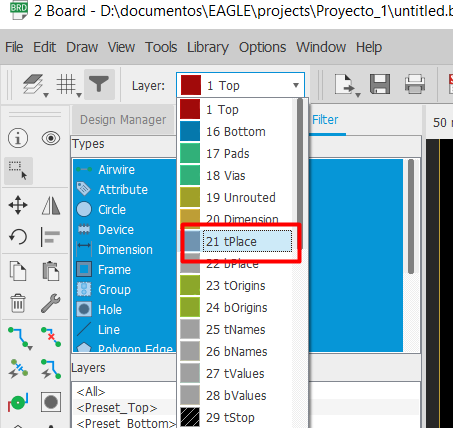 2 Board - D:\documentos\EAGLE\projects\Proyecto_1\untitled.b
File Edit View Tools Library Options Window Help
Layer: 1 Top
Design Manager Filter 50 m
Types
Airwire
Attribute
Circle
Device
Dimension
Frame
Group
Hole
Line
Polygon Edge
1 Top
16 Bottom
17 Pads
18 Vias
19 Unrouted
20 Dimension
21 tPlace
22 bPlace
23 tOrigins
24 bOrigins
25 tNames
26 bNames
27 tValues
28 bValues
29 tStop
Layers
<All>
<Preset_Top>
<Preset_Bottom>
BRD